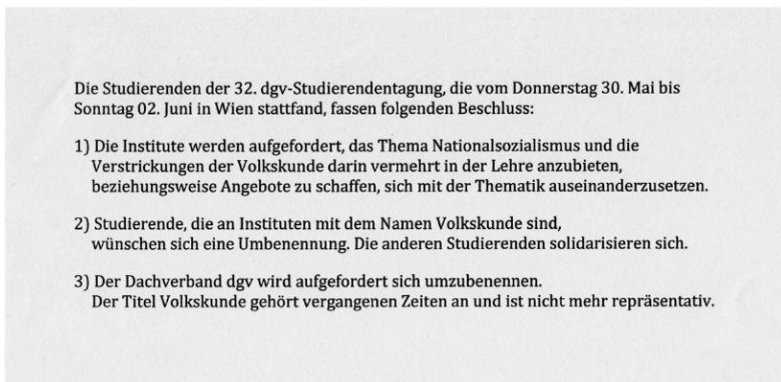 Die Studierenden der 32. dgv-Studierendentagung, die vom Donnerstag 30. Mai bis
Sonntag 02. Juni in Wien stattfand, fassen folgenden Beschluss:
1) Die Institute werden aufgefordert, das Thema Nationalsozialismus und die
Verstrickungen der Volkskunde darin vermehrt in der Lehre anzubieten,
beziehungsweise Angebote zu schaffen, sich mit der Thematik auseinanderzusetzen.
2) Studierende, die an Instituten mit dem Namen Volkskunde sind,
wünschen sich eine Umbenennung. Die anderen Studierenden solidarisieren sich.
3) Der Dachverband dgv wird aufgefordert sich umzubenennen.
Der Titel Volkskunde gehört vergangenen Zeiten an und ist nicht mehr repräsentativ.